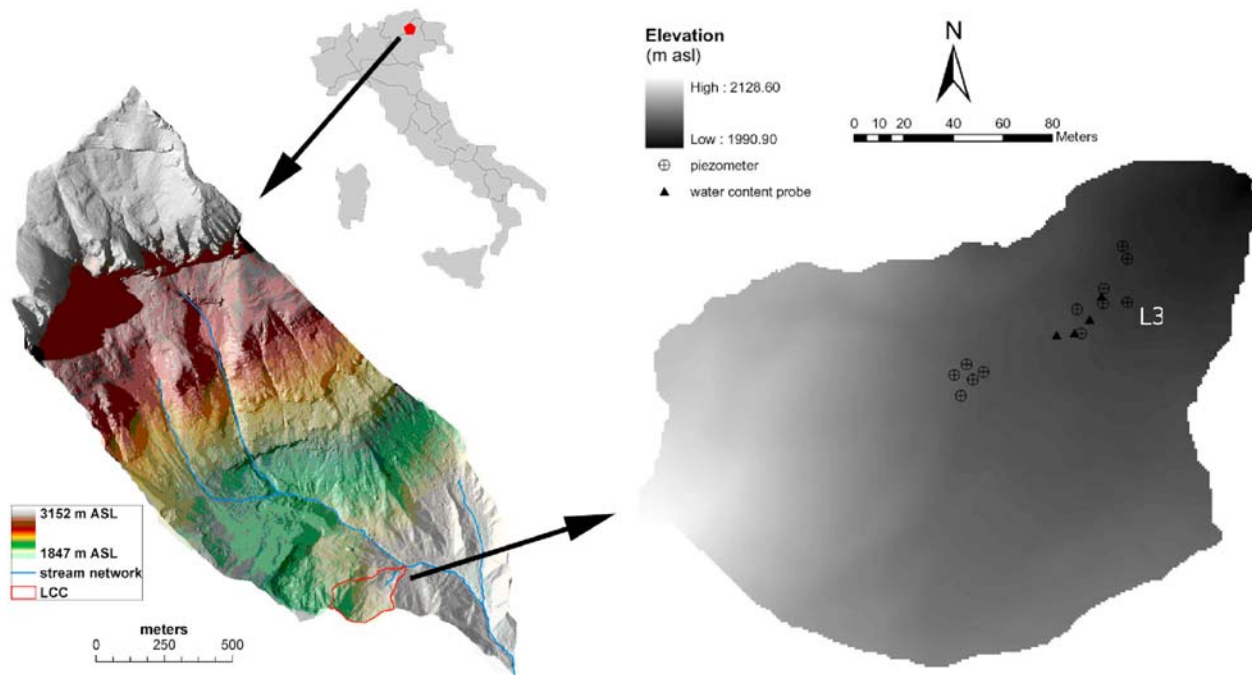 3152 m ASL
1847 m ASL
stream network
LCC
meters
0 250 500
Elevation
(m asl)
High : 2128.60
Low : 1990.90
piezometer
water content probe
N
0 10 20 40 60 80
Meters
L3